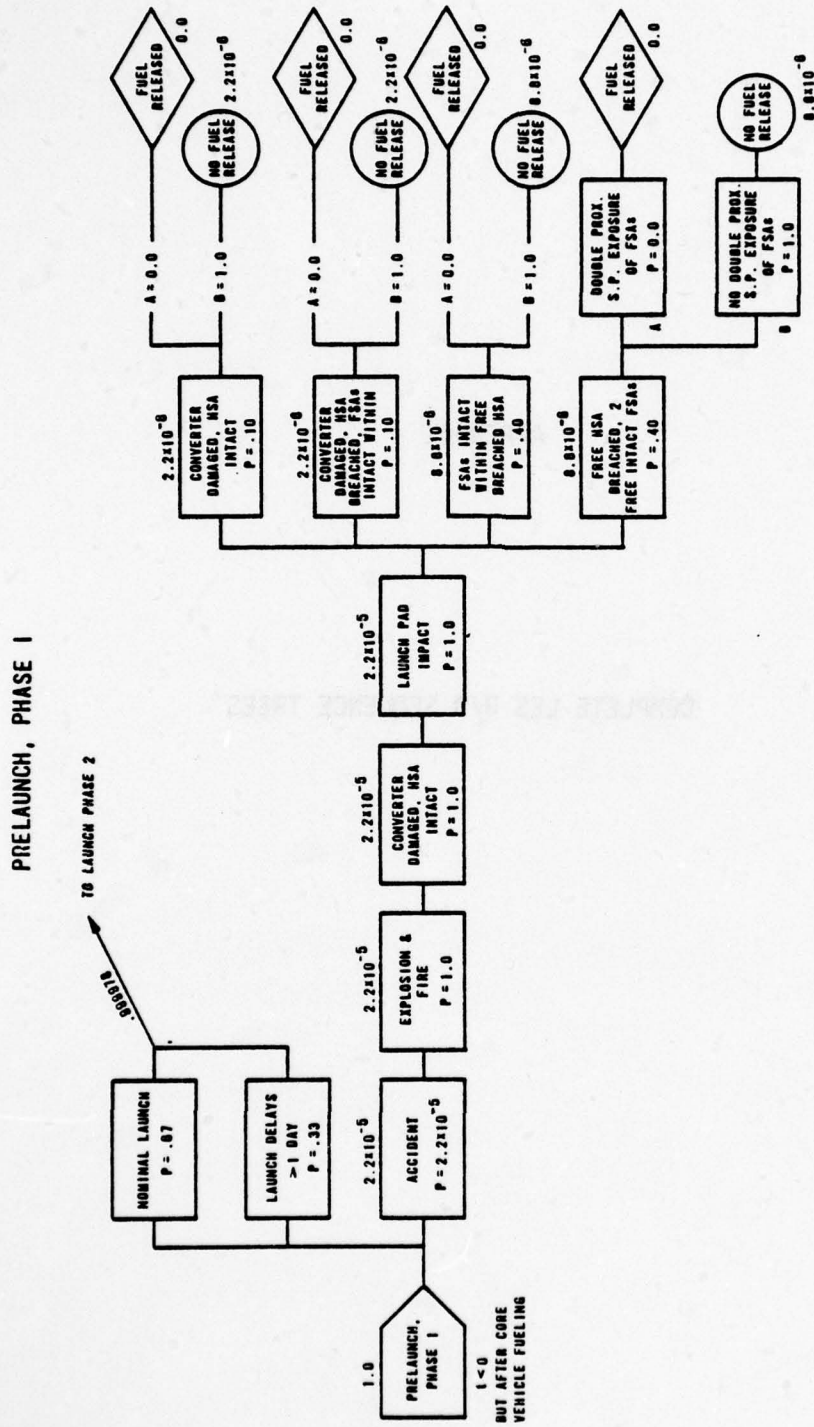 PRELAUNCH, PHASE 1
1.0
PRELAUNCH,
PHASE 1
t < 0
BUT AFTER CORE
VEHICLE FUELING
NOMINAL LAUNCH
P = .67
LAUNCH DELAYS
>1 DAY
P = .33
.999978
TO LAUNCH PHASE 2
2.2X10⁻⁵
ACCIDENT
P = 2.2X10⁻⁵
2.2X10⁻⁵
EXPLOSION &
FIRE
P = 1.0
2.2X10⁻⁵
CONVERTER
DAMAGED, HSA
INTACT
P = 1.0
2.2X10⁻⁵
LAUNCH PAD
IMPACT
P = 1.0
2.2X10⁻⁶
CONVERTER
DAMAGED, HSA
INTACT
P = .10
A = 0.0
FUEL
RELEASED
0.0
B = 1.0
NO FUEL
RELEASE
2.2X10⁻⁶
2.2X10⁻⁶
CONVERTER
DAMAGED, HSA
BREACHED, FSAs
INTACT WITHIN
P = .10
A = 0.0
FUEL
RELEASED
0.0
B = 1.0
NO FUEL
RELEASE
2.2X10⁻⁶
8.8X10⁻⁶
FSAs INTACT
WITHIN FREE
BREACHED HSA
P = .40
A = 0.0
FUEL
RELEASED
0.0
B = 1.0
NO FUEL
RELEASE
8.8X10⁻⁶
8.8X10⁻⁶
FREE HSA
BREACHED, 2
FREE INTACT FSAs
P = .40
A
DOUBLE PROX.
S.P. EXPOSURE
OF FSAs
P = 0.0
FUEL
RELEASED
0.0
B
NO DOUBLE PROX.
S.P. EXPOSURE
OF FSAs
P = 1.0
NO FUEL
RELEASE
8.8X10⁻⁶
COMPLETE LES 8/9 SEQUENCE TREES